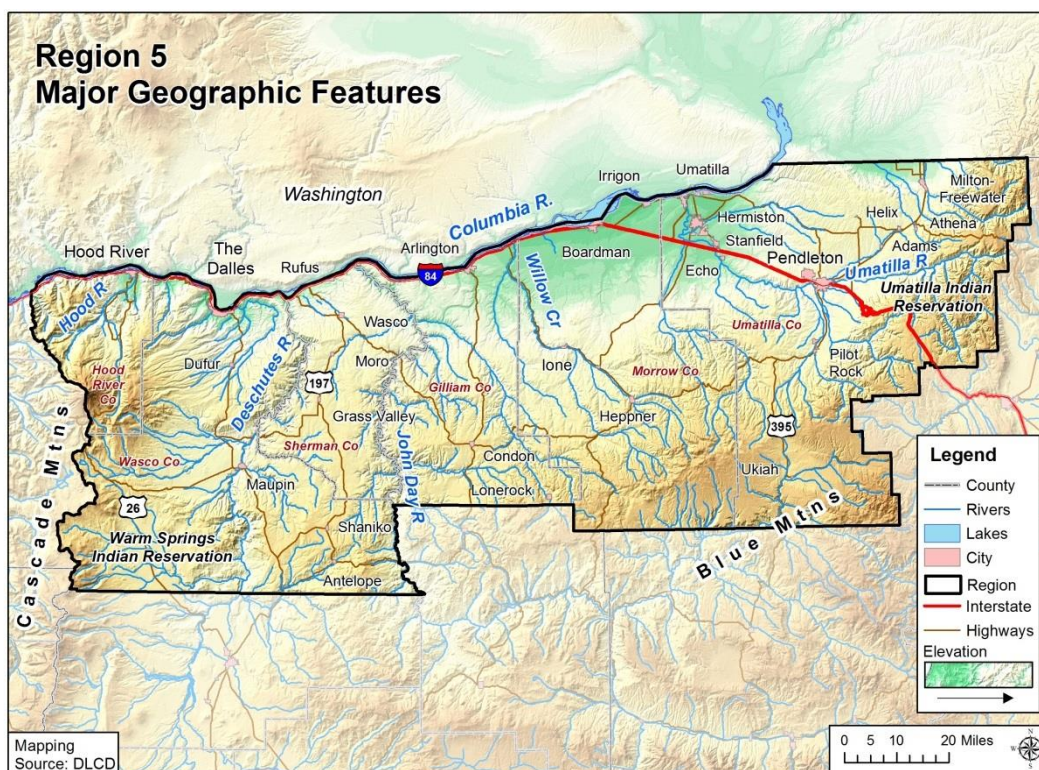 Region 5
Major Geographic Features
Washington
Columbia R.
Irrigon
Umatilla
Milton-
Freewater
Helix
Athena
Hermiston
Adams
Stanfield
Boardman
Pendleton
Umatilla R
Echo
Umatilla Indian
Reservation
Hood River
The
Dalles
Rufus
Arlington
84
Hood R
Willow Cr
Wasco
Umatilla Co
Pilot
Rock
Dufur
Deschutes R.
Moro
Ione
Morrow Co
Hood
River
Co
197
Gilliam Co
Grass Valley
Heppner
395
Sherman Co
John Day R
Condon
Wasco Co
Maupin
Lonerock
Ukiah
26
Shaniko
Warm Springs
Indian Reservation
Antelope
Cascade Mtns
Blue Mtns
Legend
County
Rivers
Lakes
City
Region
Interstate
Highways
Elevation
Mapping
Source: DLCD
0 5 10 20 Miles
N
W E
S